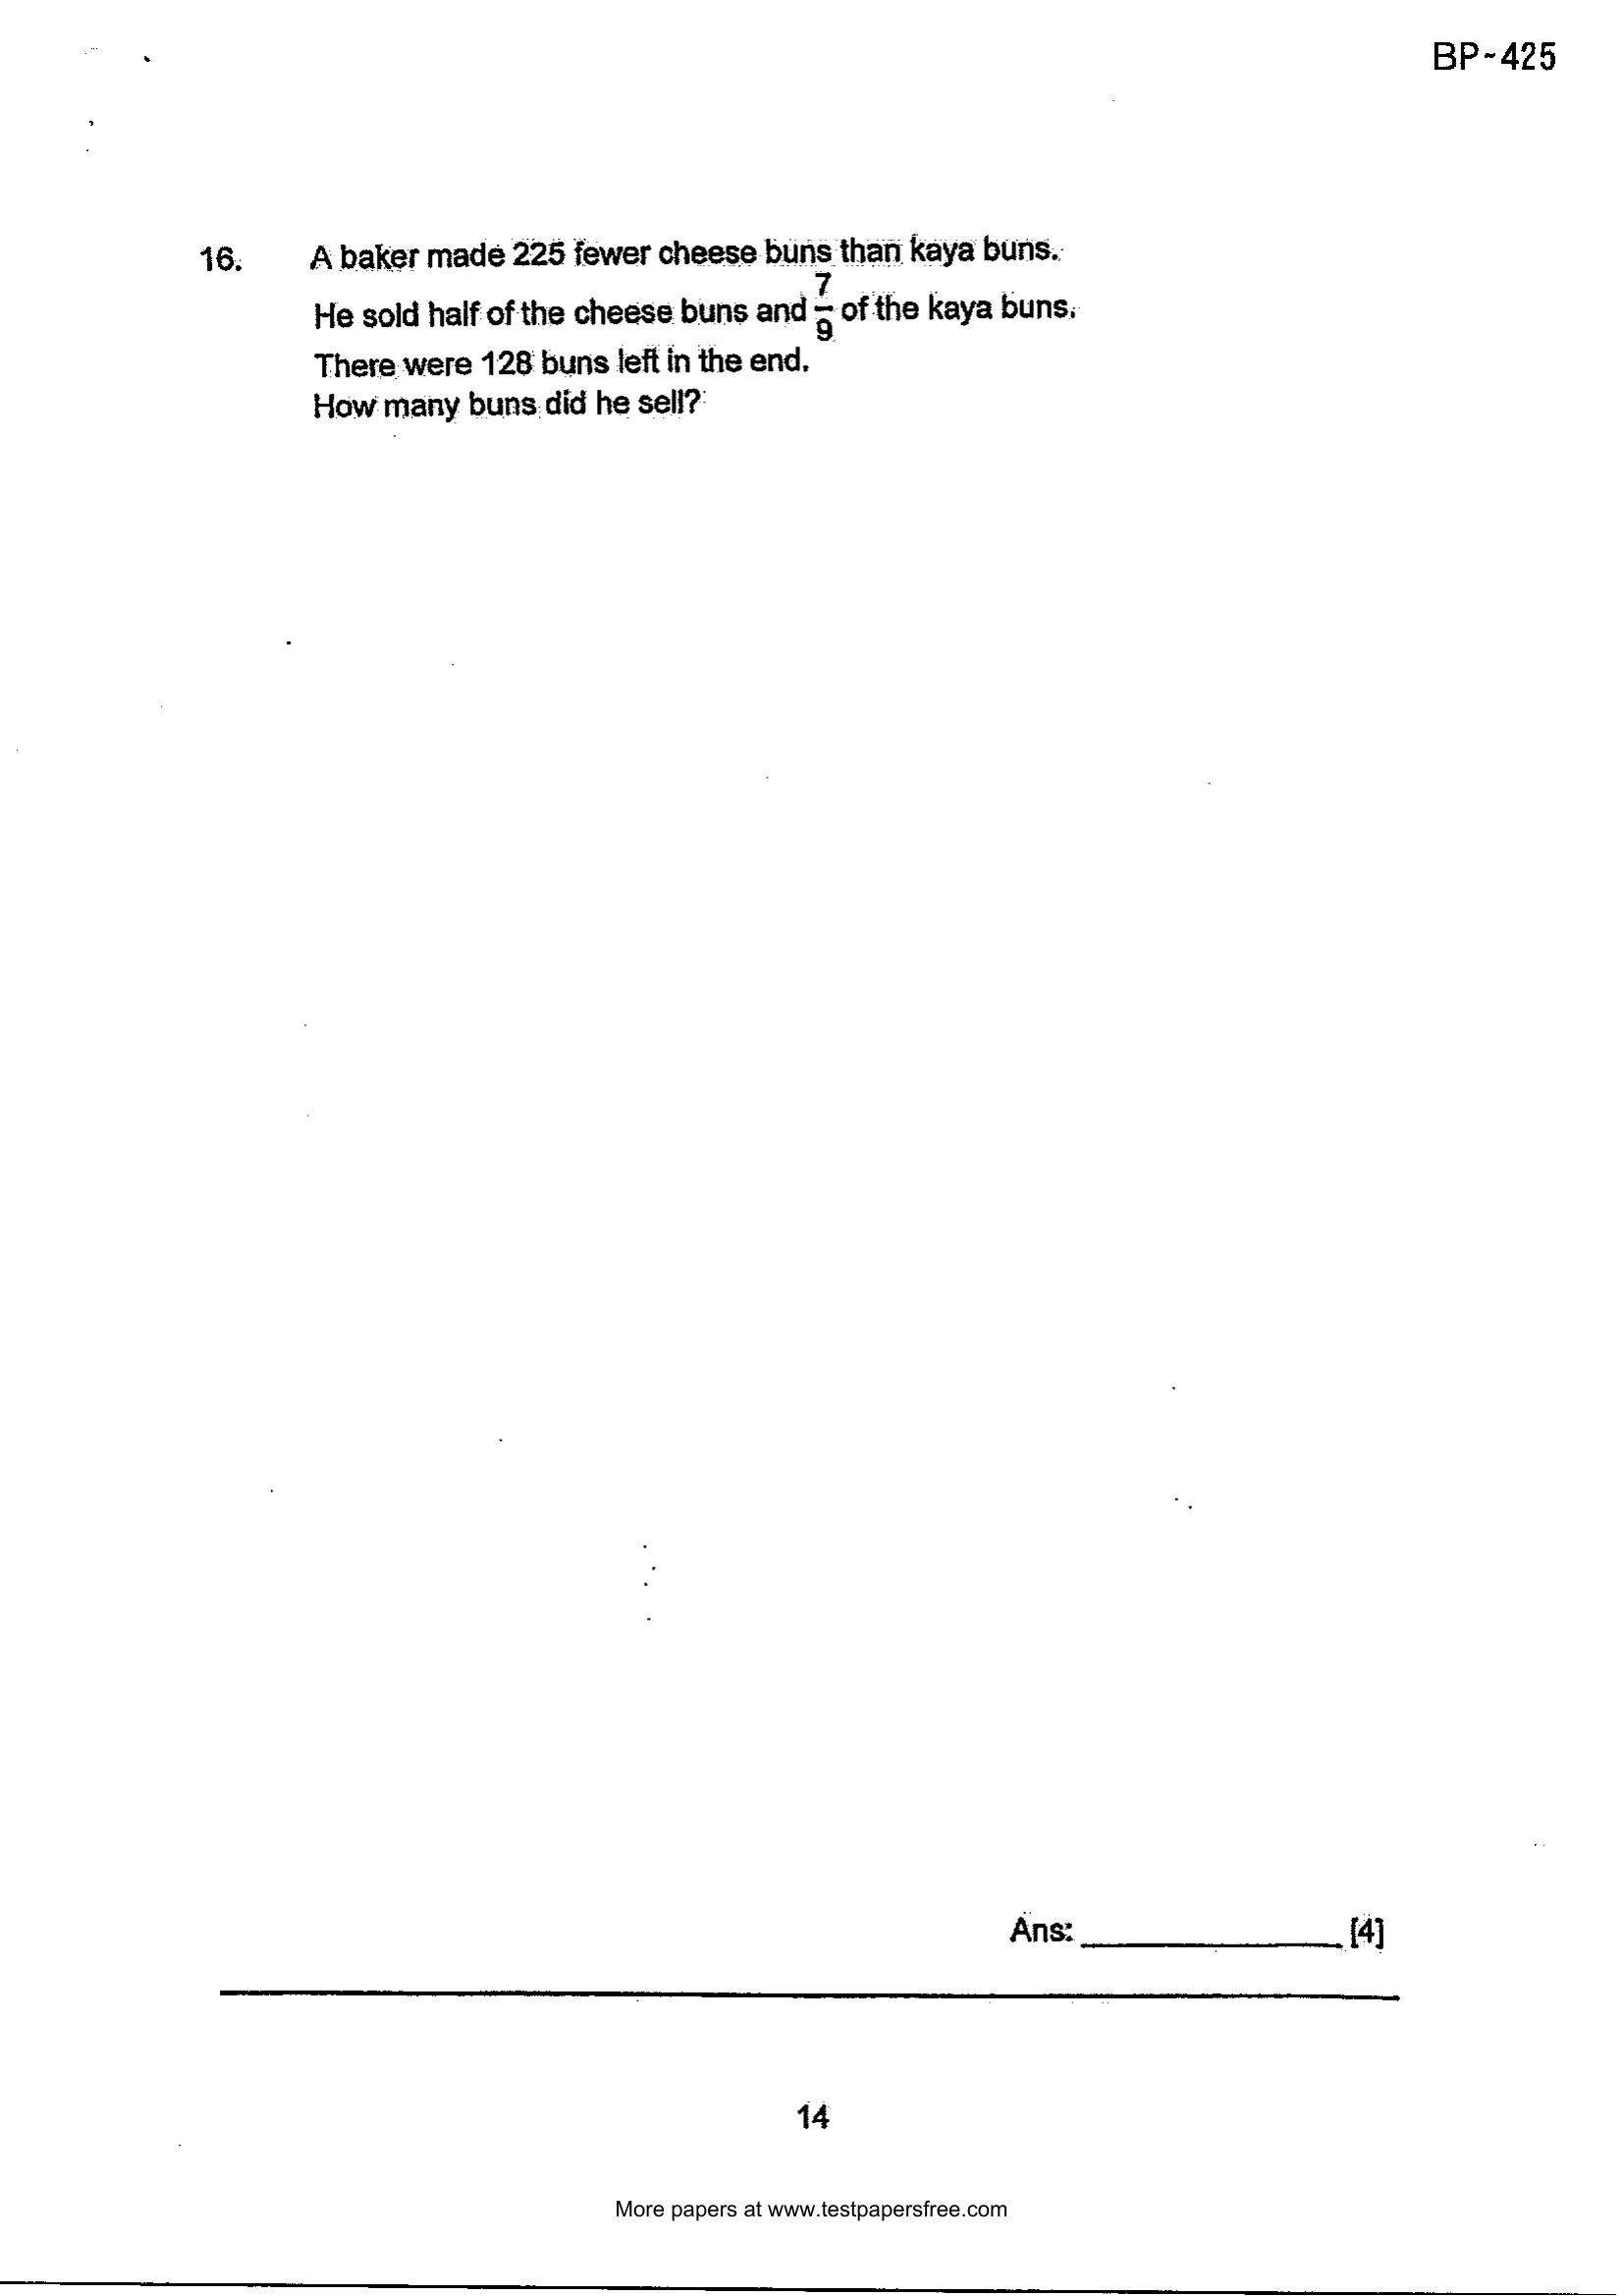 BP~425
16. A baker made 225 fewer cheese buns than kaya buns.
He sold half of the cheese buns and 7/9 of the kaya buns.
There were 128 buns left in the end.
How many buns did he sell?
Ans: ______________ [4]
14
More papers at www.testpapersfree.com